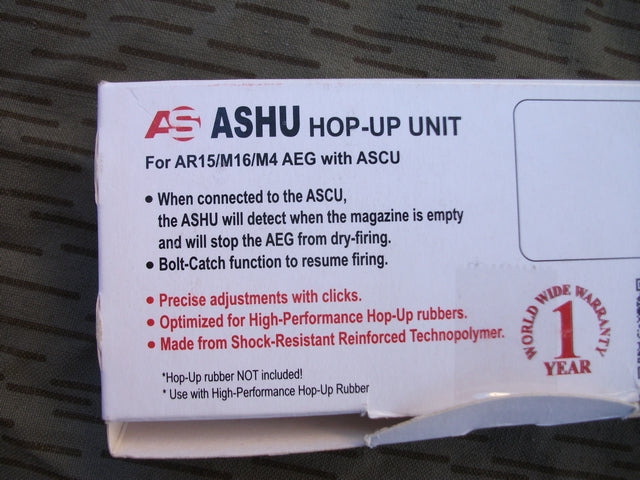 AS ASHU HOP-UP UNIT
For AR15/M16/M4 AEG with ASCU
• When connected to the ASCU,
the ASHU will detect when the magazine is empty
and will stop the AEG from dry-firing.
• Bolt-Catch function to resume firing.
• Precise adjustments with clicks.
• Optimized for High-Performance Hop-Up rubbers.
• Made from Shock-Resistant Reinforced Technopolymer.
*Hop-Up rubber NOT included!
* Use with High-Performance Hop-Up Rubber
WORLD WIDE WARRANTY
1
YEAR